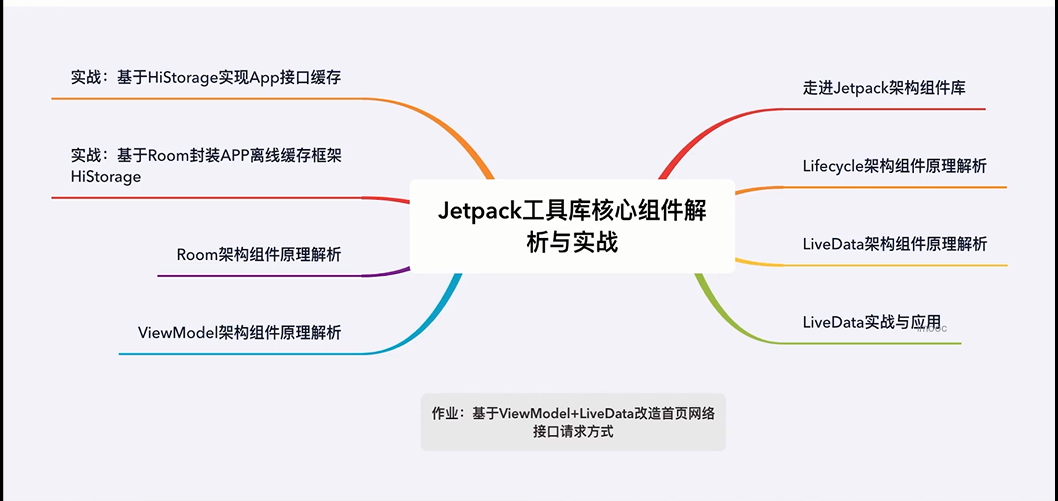 实战：基于HiStorage实现App接口缓存
走进Jetpack架构组件库
实战：基于Room封装APP离线缓存框架
HiStorage
Lifecycle架构组件原理解析
Jetpack工具库核心组件解
析与实战
Room架构组件原理解析
LiveData架构组件原理解析
ViewModel架构组件原理解析
LiveData实战与应用
imooc
作业：基于ViewModel+LiveData改造首页网络
接口请求方式